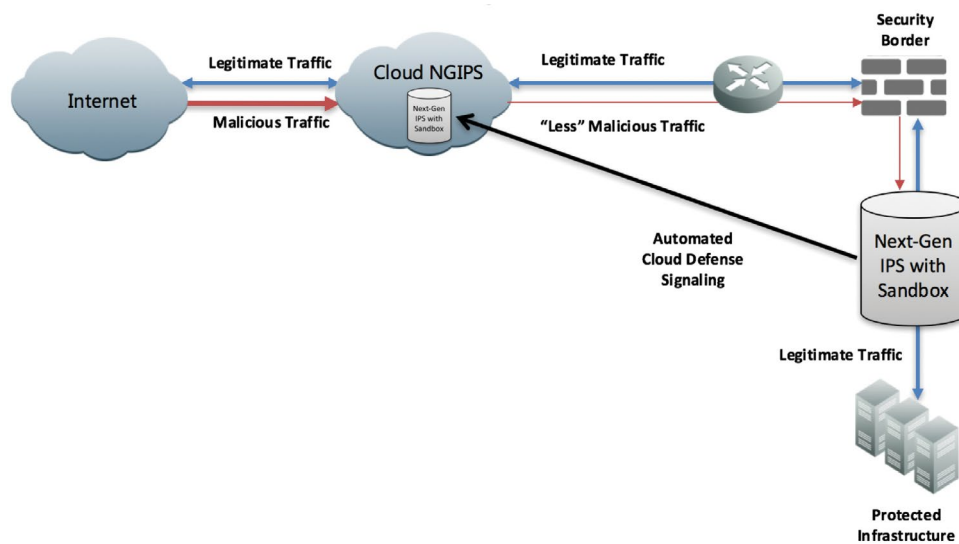 Security
Border
Legitimate Traffic
Cloud NGIPS
Legitimate Traffic
Internet
Next-Gen
IPS with
Sandbox
Malicious Traffic
“Less” Malicious Traffic
Automated
Cloud Defense
Signaling
Next-Gen
IPS with
Sandbox
Legitimate Traffic
Protected
Infrastructure